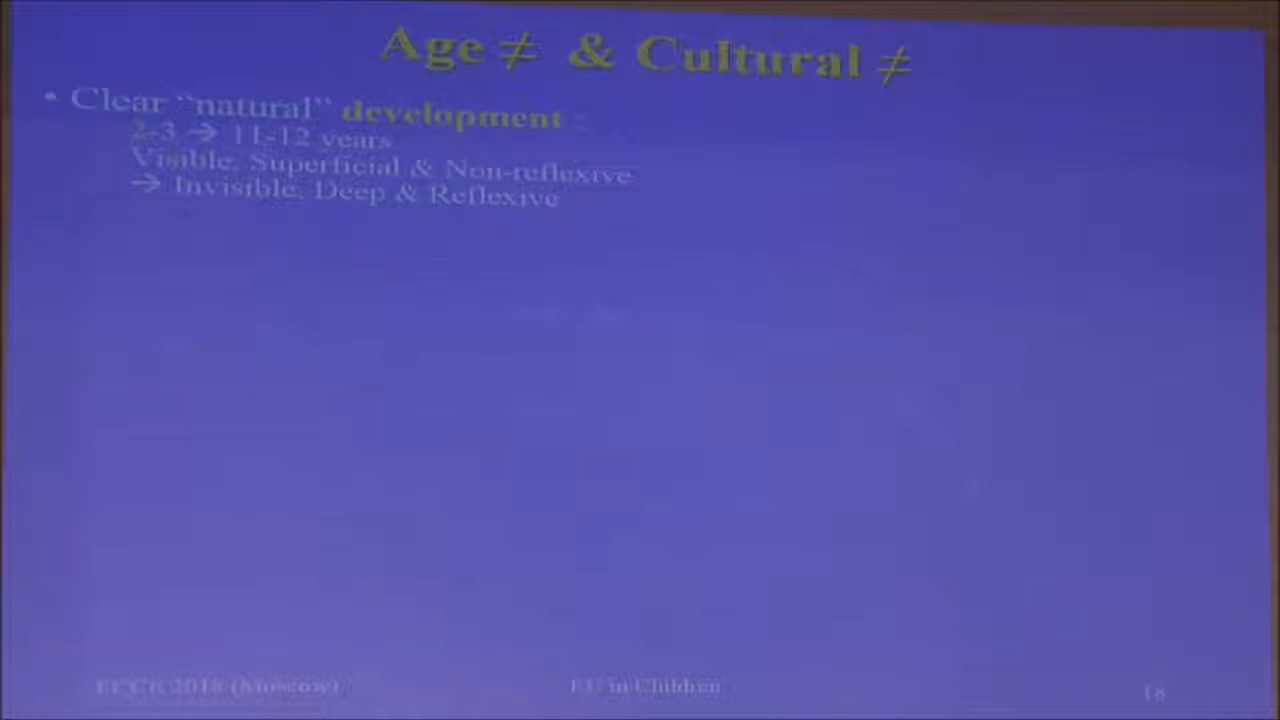 Age ≠ & Cultural ≠
• Clear “natural” development :
2-3 → 11-12 years
Visible, Superficial & Non-reflexive
→ Invisible, Deep & Reflexive
ECCE 2018 (Moscow)
EU in Children
18